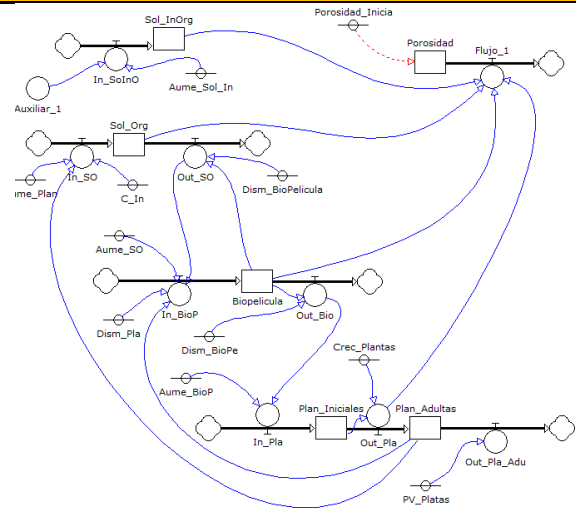 Sol_InOrg
Porosidad_Inicia
Porosidad
Flujo_1
In_SoInO
Aume_Sol_In
Auxiliar_1
Sol_Org
In_SO
Out_SO
ume_Plan
C_In
Dism_BioPelicula
Aume_SO
Biopelicula
In_BioP
Out_Bio
Dism_Pla
Dism_BioPe
Crec_Plantas
Aume_BioP
Plan_Iniciales
Plan_Adultas
In_Pla
Out_Pla
Out_Pla_Adu
PV_Platas